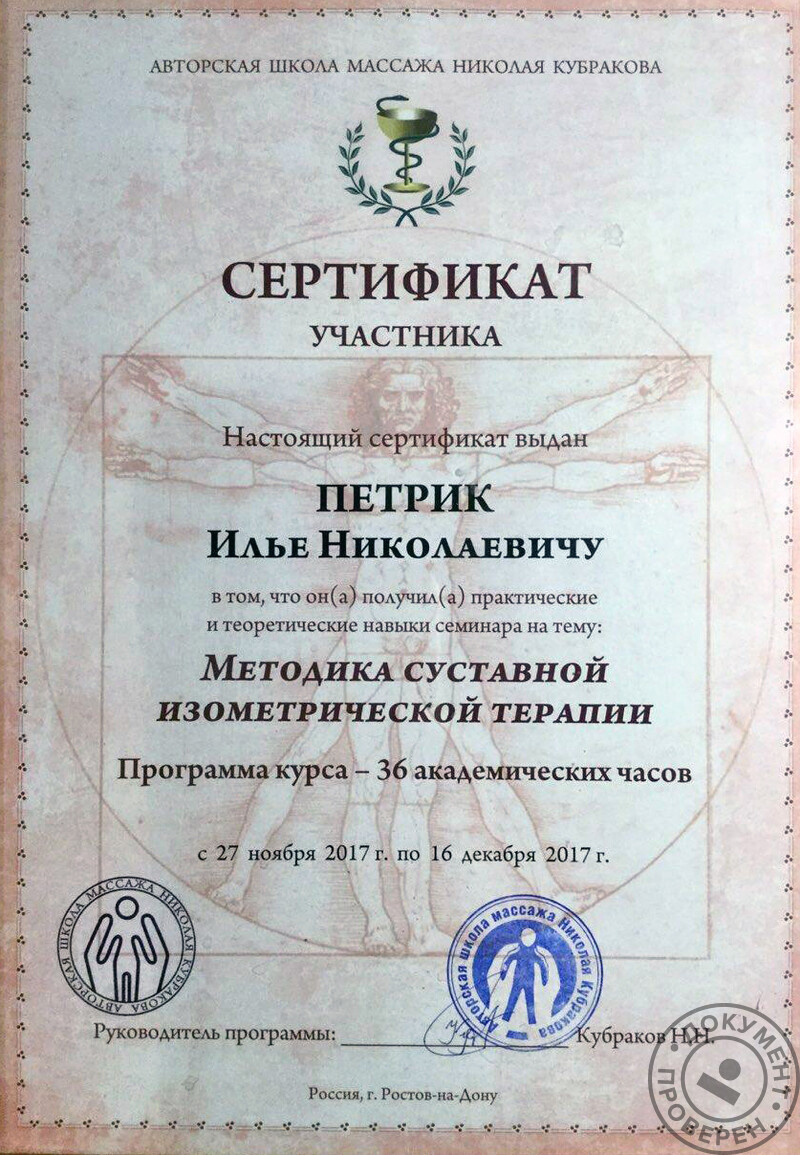 АВТОРСКАЯ ШКОЛА МАССАЖА НИКОЛАЯ КУБРАКОВА
СЕРТИФИКАТ
УЧАСТНИКА
Настоящий сертификат выдан
ПЕТРИК
ИЛЬЕ НИКОЛАЕВИЧУ
в том, что он(а) получил(а) практические
и теоретические навыки семинара на тему:
МЕТОДИКА СУСТАВНОЙ
ИЗОМЕТРИЧЕСКОЙ ТЕРАПИИ
Программа курса – 36 академических часов
с 27 ноября 2017 г. по 16 декабря 2017 г.
АВТОРСКАЯ ШКОЛА МАССАЖА НИКОЛАЯ КУБРАКОВА
Авторская школа массажа Николая Кубракова
Руководитель программы: Кубраков Н.Н.
ДОКУМЕНТ ПРОВЕРЕН
Россия, г. Ростов-на-Дону